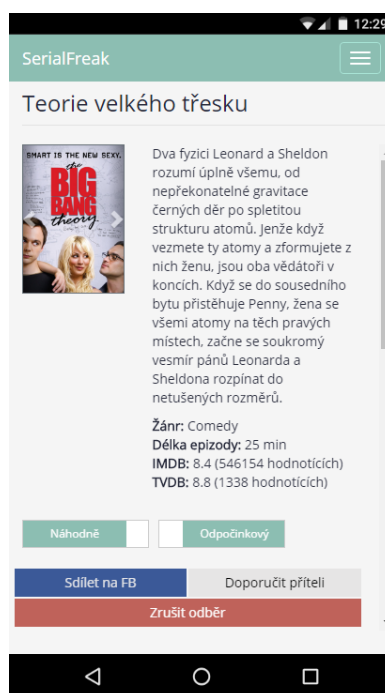 12:29
SerialFreak
Teorie velkého třesku
SMART IS THE NEW SEXY.
the
BIG
BANG
theory
Dva fyzici Leonard a Sheldon
rozumí úplně všemu, od
nepřekonatelné gravitace
černých děr po spletitou
strukturu atomů. Jenže když
vezmete ty atomy a zformujete z
nich ženu, jsou oba vědátoři v
koncích. Když se do sousedního
bytu přistěhuje Penny, žena se
všemi atomy na těch pravých
místech, začne se soukromý
vesmír pánů Leonarda a
Sheldona rozpínat do
netušených rozměrů.
Žánr: Comedy
Délka epizody: 25 min
IMDB: 8.4 (546154 hodnotících)
TVDB: 8.8 (1338 hodnotících)
Náhodně
Odpočinkový
Sdílet na FB
Doporučit příteli
Zrušit odběr